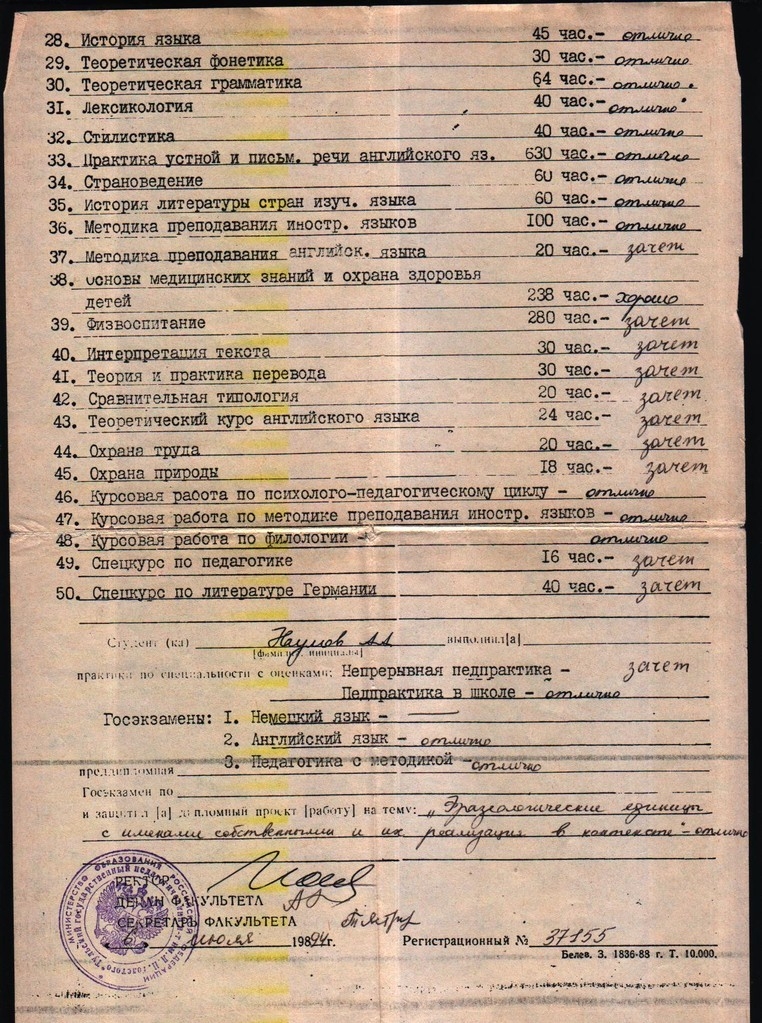 28. История языка 45 час.- отлично
29. Теоретическая фонетика 30 час.- отлично
30. Теоретическая грамматика 64 час.- отлично.
31. Лексикология 40 час.- отлично
32. Стилистика 40 час.- отлично
33. Практика устной и письм. речи английского яз. 630 час.- отлично
34. Страноведение 60 час.- отлично
35. История литературы стран изуч. языка 60 час.- отлично
36. Методика преподавания иностр. языков 100 час.- отлично
37. Методика преподавания английск. языка 20 час.- зачет
38. основы медицинских знаний и охрана здоровья
детей 238 час.- хорошо
39. Физвоспитание 280 час.- зачет
40. Интерпретация текста 30 час.- зачет
41. Теория и практика перевода 30 час.- зачет
42. Сравнительная типология 20 час.- зачет
43. Теоретический курс английского языка 24 час.- зачет
44. Охрана труда 20 час.- зачет
45. Охрана природы 18 час.- зачет
46. Курсовая работа по психолого-педагогическому циклу - отлично
47. Курсовая работа по методике преподавания иностр. языков - отлично
48. Курсовая работа по филологии - отлично
49. Спецкурс по педагогике 16 час.- зачет
50. Спецкурс по литературе Германии 40 час.- зачет
Студент (ка) Наумов АА выполнил[а]
[фамилия, инициалы]
практики по специальности с оценками: Непрерывная педпрактика - зачет
Педпрактика в школе - отлично
Госэкзамены: 1. Немецкий язык -
2. Английский язык - отлично
3. Педагогика с методикой - отлично
преддипломная
Госэкзамен по
и защитил [а] дипломный проект [работу] на тему: „Фразеологические единицы
с именами собственными и их реализация в контексте - отлично
РЕКТОР
ДЕКАН ФАКУЛЬТЕТА
СЕКРЕТАРЬ ФАКУЛЬТЕТА
июля 1994г.
Регистрационный № 37155
Белев. З. 1836-88 г. Т. 10.000.
МИНИСТЕРСТВО ОБРАЗОВАНИЯ РОССИЙСКОЙ ФЕДЕРАЦИИ